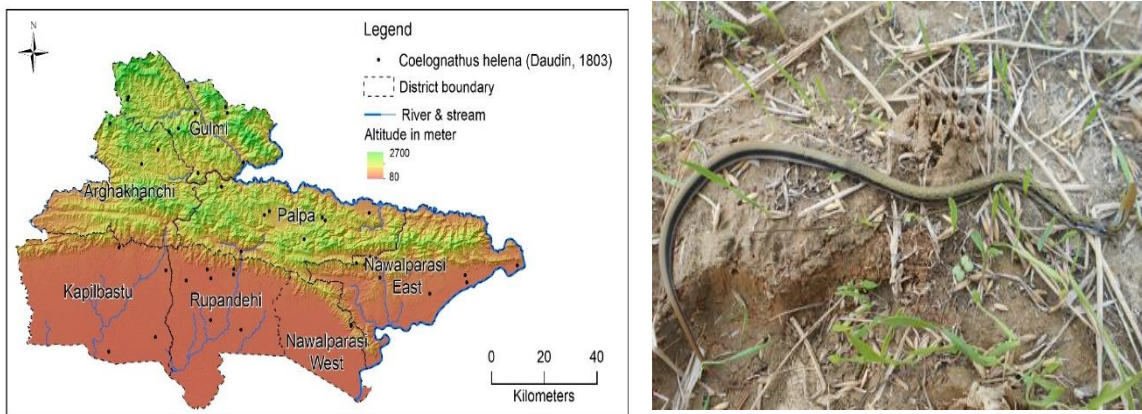 N
Legend
Coelognathus helena (Daudin, 1803)
District boundary
River & stream
Altitude in meter
2700
80
Gulmi
Arghakhanchi
Palpa
Nawalparasi
East
Kapilbastu
Rupandehi
Nawalparasi
West
0 20 40
Kilometers